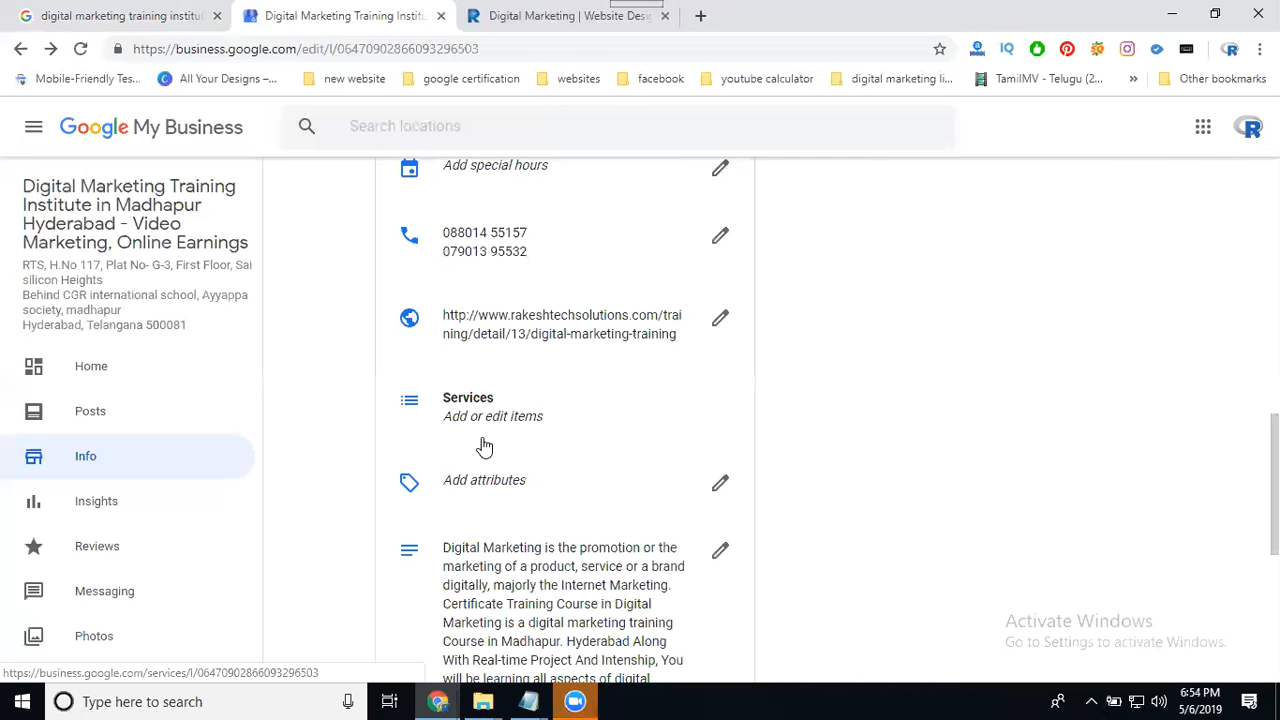 digital marketing training institu
Digital Marketing Training Institu
Digital Marketing | Website Desig
https://business.google.com/edit/l/06470902866093296503
Mobile-Friendly Tes...
All Your Designs –...
new website
google certification
websites
facebook
youtube calculator
digital marketing li...
TamilMV - Telugu (2...
»
Other bookmarks
Google My Business
Search locations
Digital Marketing Training
Institute in Madhapur
Hyderabad - Video
Marketing, Online Earnings
RTS, H.No 117, Plat No- G-3, First Floor, Sai
silicon Heights
Behind CGR international school, Ayyappa
society, madhapur
Hyderabad, Telangana 500081
Home
Posts
Info
Insights
Reviews
Messaging
Photos
Add special hours
088014 55157
079013 95532
http://www.rakeshtechsolutions.com/trai
ning/detail/13/digital-marketing-training
Services
Add or edit items
Add attributes
Digital Marketing is the promotion or the
marketing of a product, service or a brand
digitally, majorly the Internet Marketing.
Certificate Training Course in Digital
Marketing is a digital marketing training
Course in Madhapur. Hyderabad Along
With Real-time Project And Intenship, You
will be learning all aspects of digital
Activate Windows
Go to Settings to activate Windows.
https://business.google.com/services/l/06470902866093296503
Type here to search
6:54 PM
5/6/2019